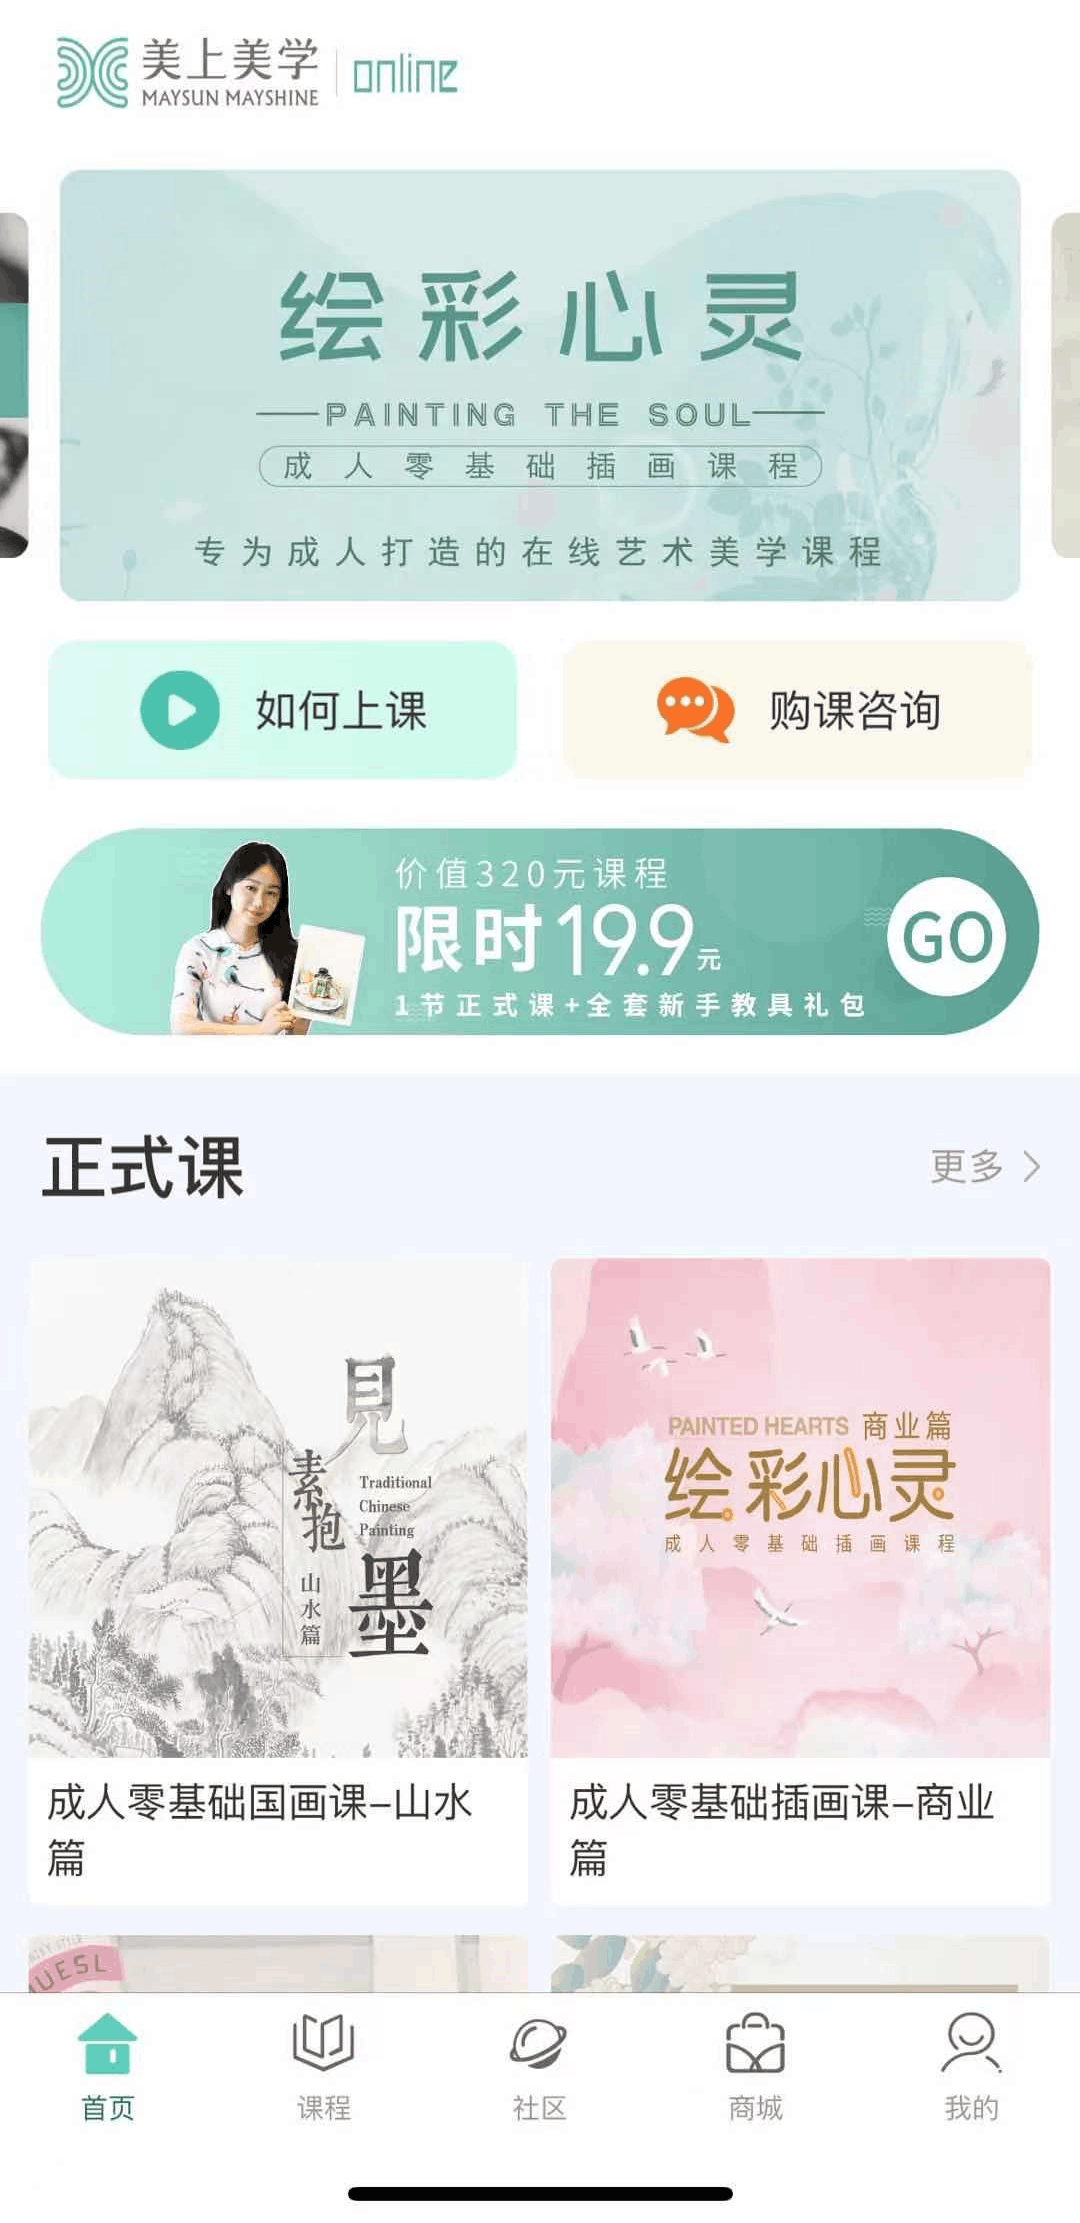 美上美学
MAYSUN MAYSHINE
online
绘彩心灵
PAINTING THE SOUL
成人零基础插画课程
专为成人打造的在线艺术美学课程
如何上课
购课咨询
价值320元课程
限时19.9元
1节正式课+全套新手教具礼包
GO
正式课
更多
見
素抱
Traditional
Chinese
Painting
墨
山水篇
PAINTED HEARTS 商业篇
绘彩心灵
成人零基础插画课程
成人零基础国画课–山水
篇
成人零基础插画课–商业
篇
UESL
首页
课程
社区
商城
我的